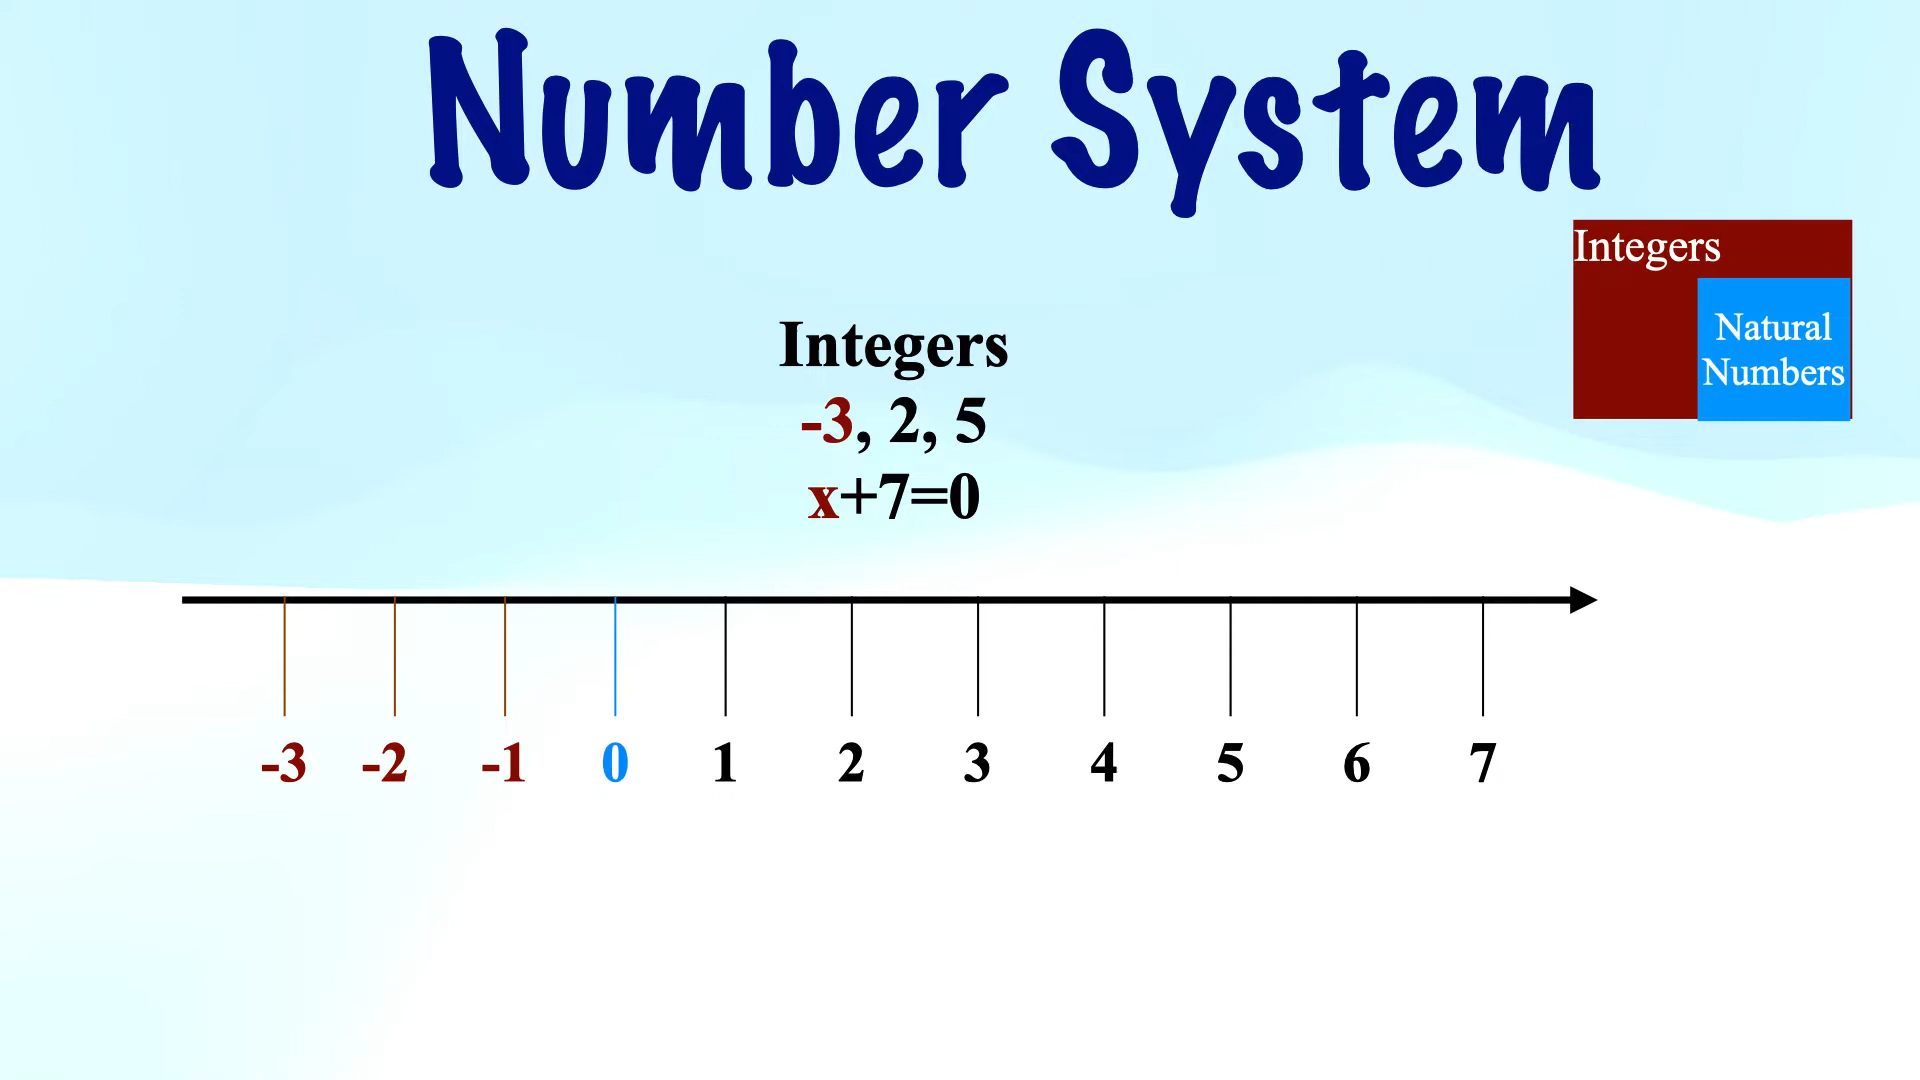 Number System
Integers
Natural
Numbers
Integers
-3, 2, 5
x+7=0
-3 -2 -1 0 1 2 3 4 5 6 7